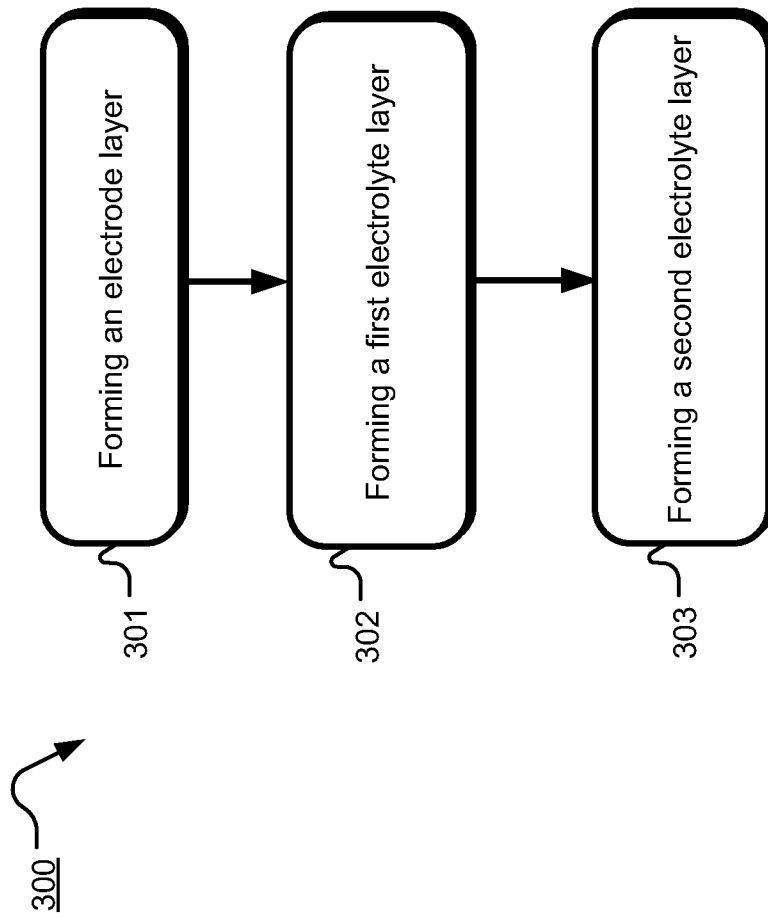 300
301
Forming an electrode layer
302
Forming a first electrolyte layer
303
Forming a second electrolyte layer